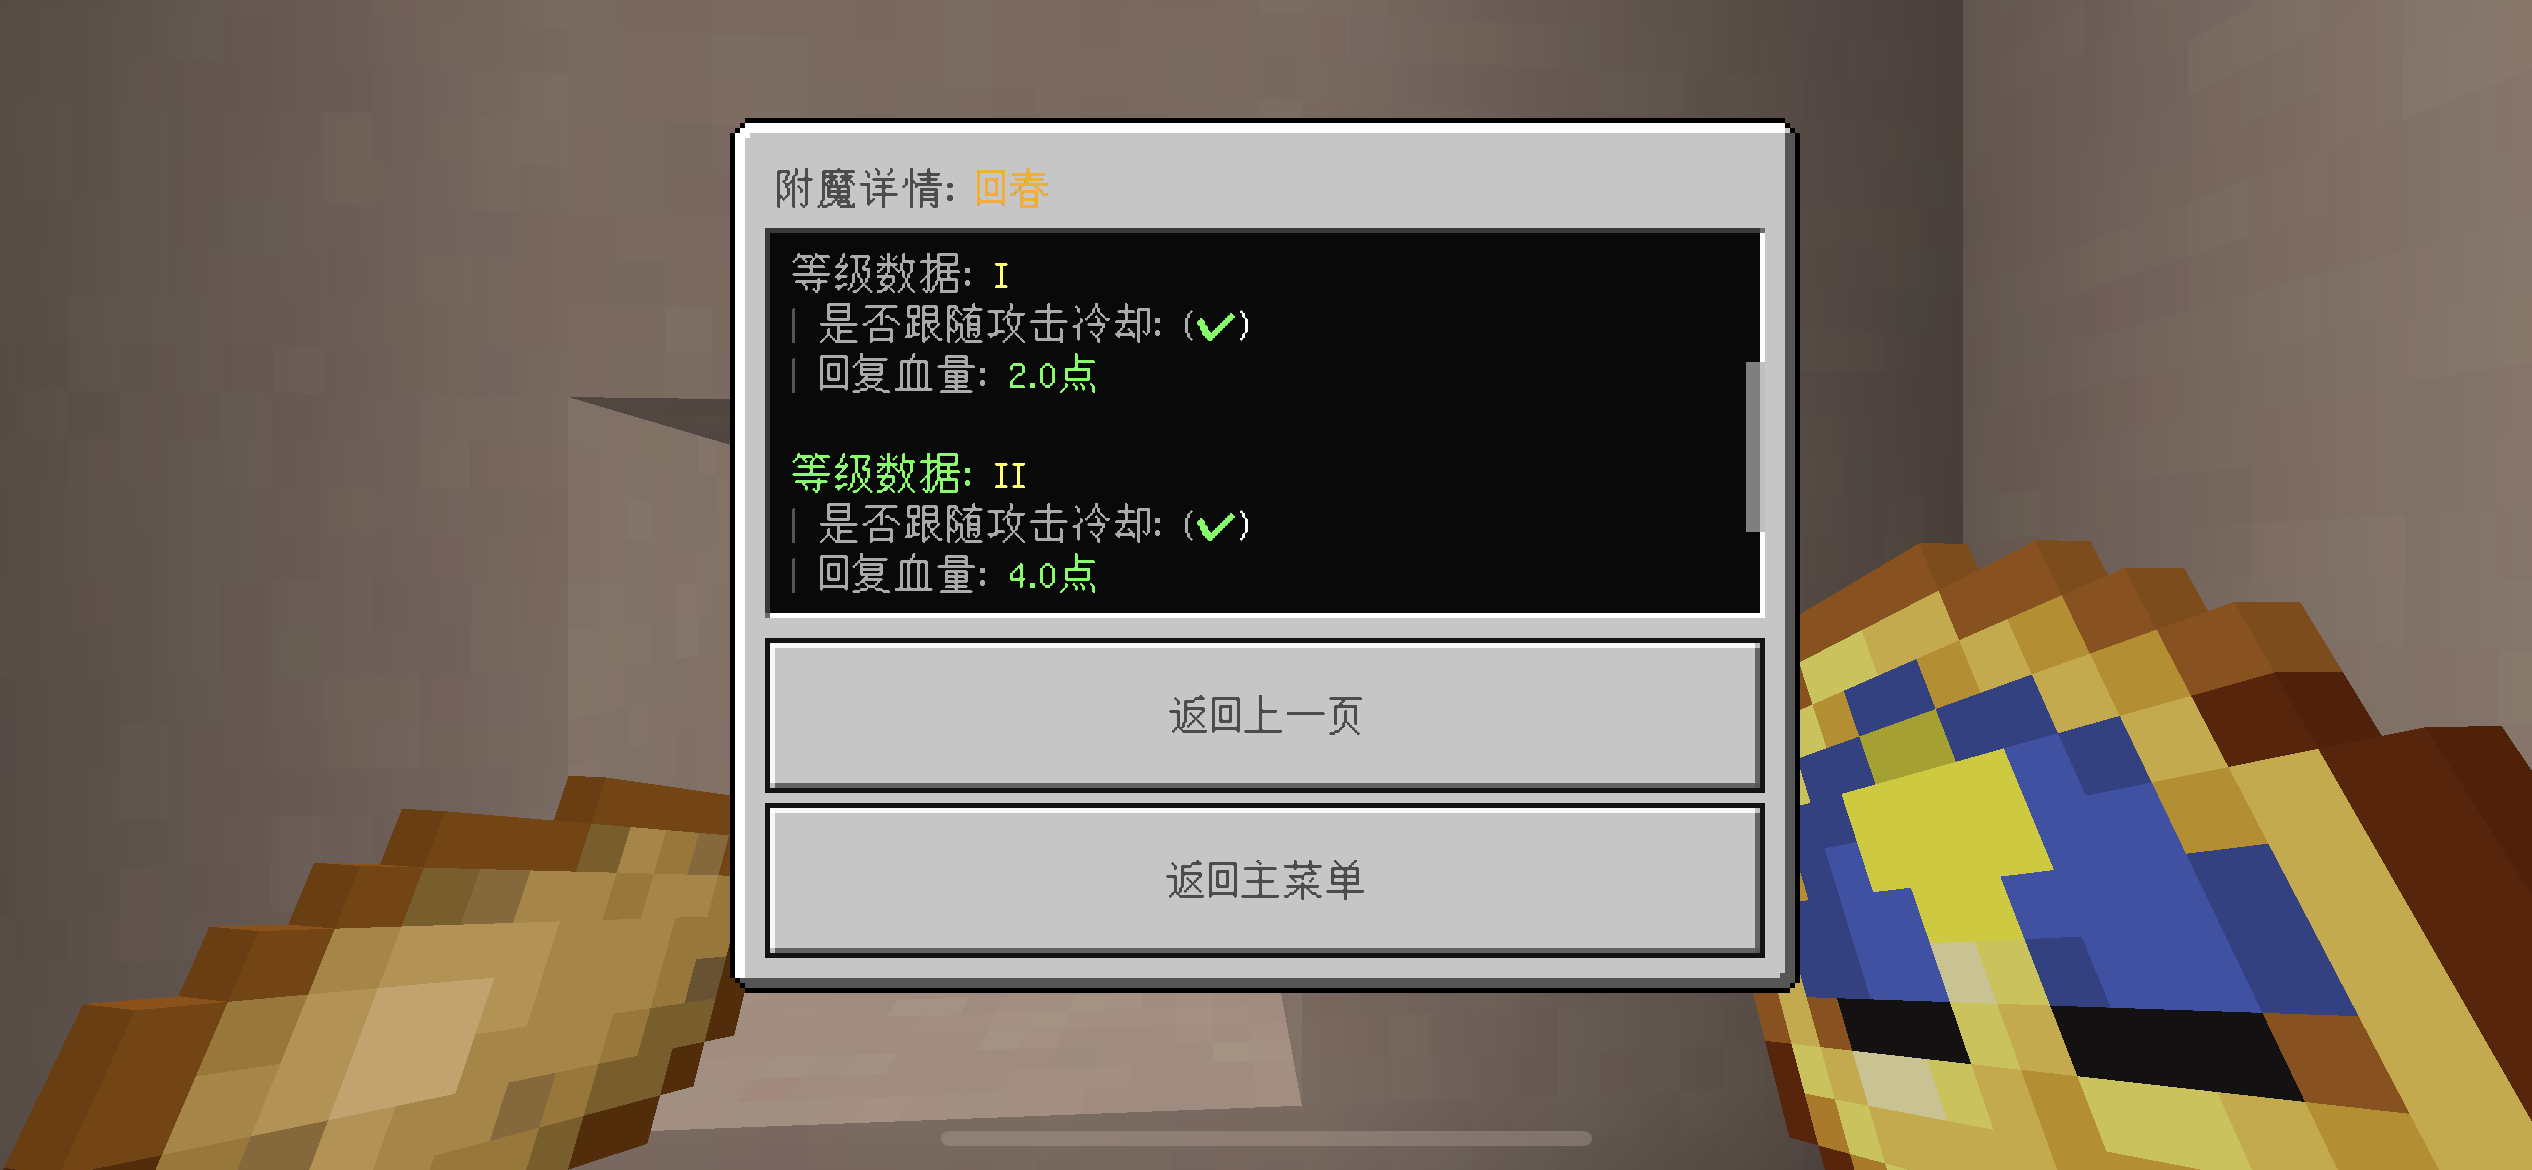 附魔详情: 回春
等级数据: I
| 是否跟随攻击冷却: (✔)
| 回复血量: 2.0点
等级数据: II
| 是否跟随攻击冷却: (✔)
| 回复血量: 4.0点
返回上一页
返回主菜单